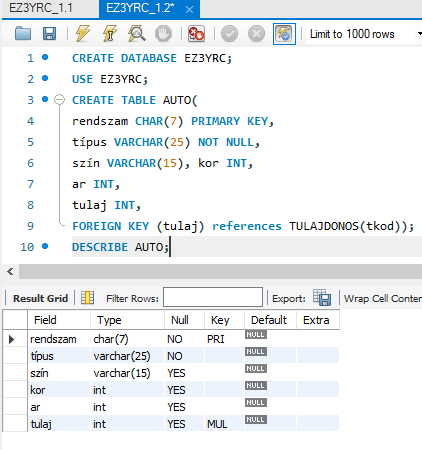 EZ3YRC_1.1 EZ3YRC_1.2* ×
Limit to 1000 rows
1 CREATE DATABASE EZ3YRC;
2 USE EZ3YRC;
3 CREATE TABLE AUTO(
4 rendszam CHAR(7) PRIMARY KEY,
5 típus VARCHAR(25) NOT NULL,
6 szín VARCHAR(15), kor INT,
7 ar INT,
8 tulaj INT,
9 FOREIGN KEY (tulaj) references TULAJDONOS(tkod));
10 DESCRIBE AUTO;
Result Grid Filter Rows: Export: Wrap Cell Conter
Field Type Null Key Default Extra
rendszam char(7) NO PRI NULL
típus varchar(25) NO NULL
szín varchar(15) YES NULL
kor int YES NULL
ar int YES NULL
tulaj int YES MUL NULL